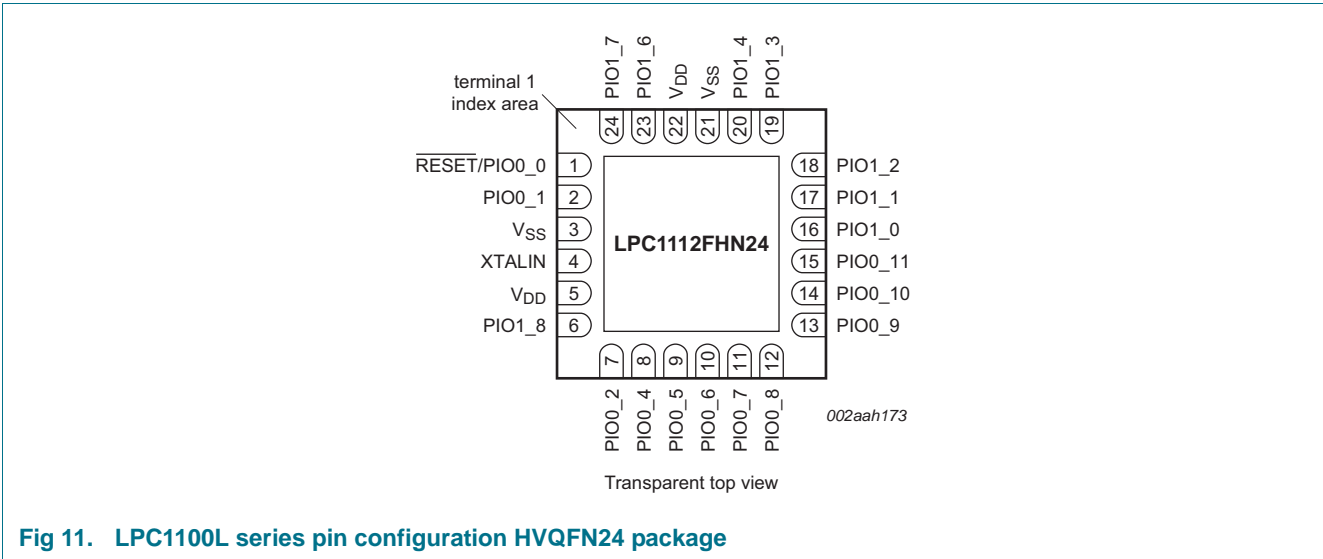 PIO1_7
PIO1_6
VDD
VSS
PIO1_4
PIO1_3
terminal 1
index area
24
23
22
21
20
19
RESET/PIO0_0 1
PIO0_1 2
VSS 3
XTALIN 4
VDD 5
PIO1_8 6
LPC1112FHN24
18 PIO1_2
17 PIO1_1
16 PIO1_0
15 PIO0_11
14 PIO0_10
13 PIO0_9
7
8
9
10
11
12
PIO0_2
PIO0_4
PIO0_5
PIO0_6
PIO0_7
PIO0_8
002aah173
Transparent top view
Fig 11. LPC1100L series pin configuration HVQFN24 package